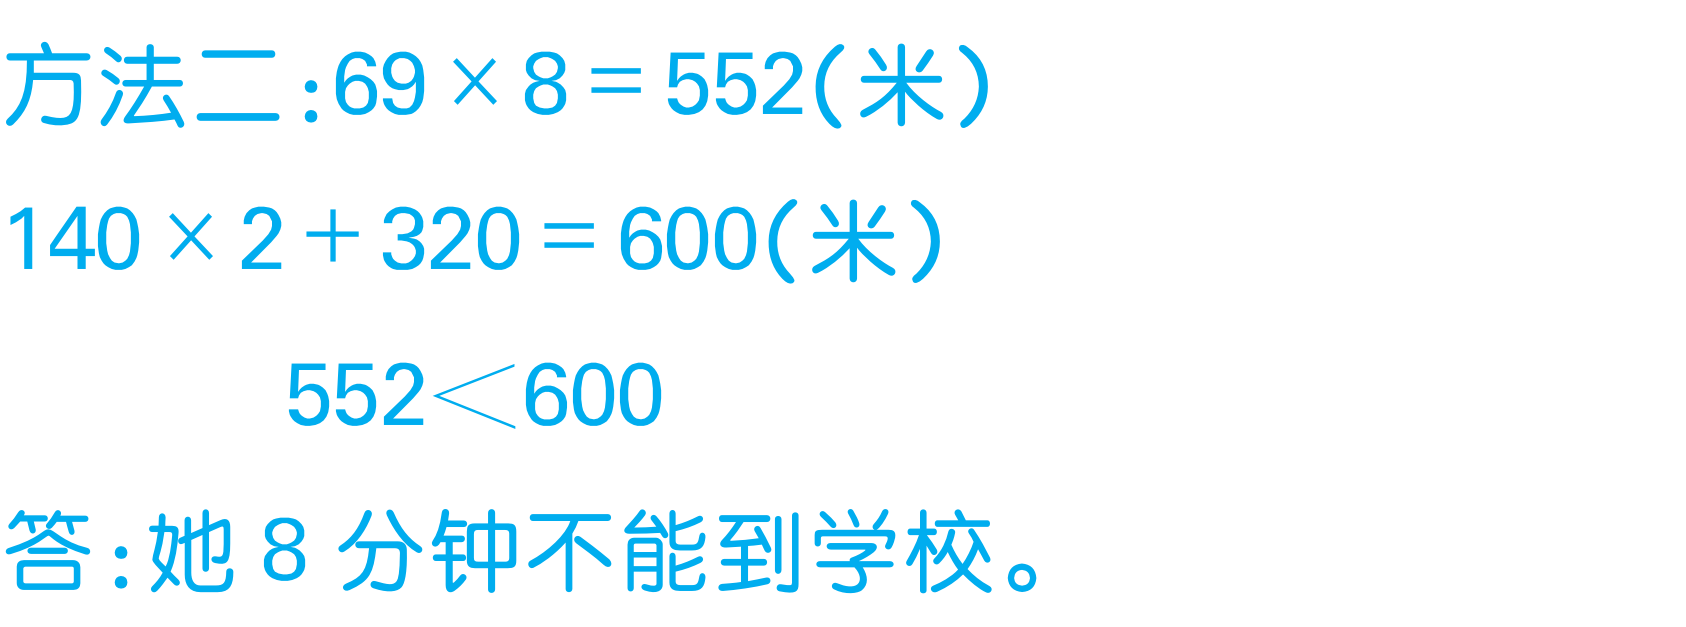 方法二:69×8=552(米)
140×2+320=600(米)
552<600
答:她 8 分钟不能到学校。